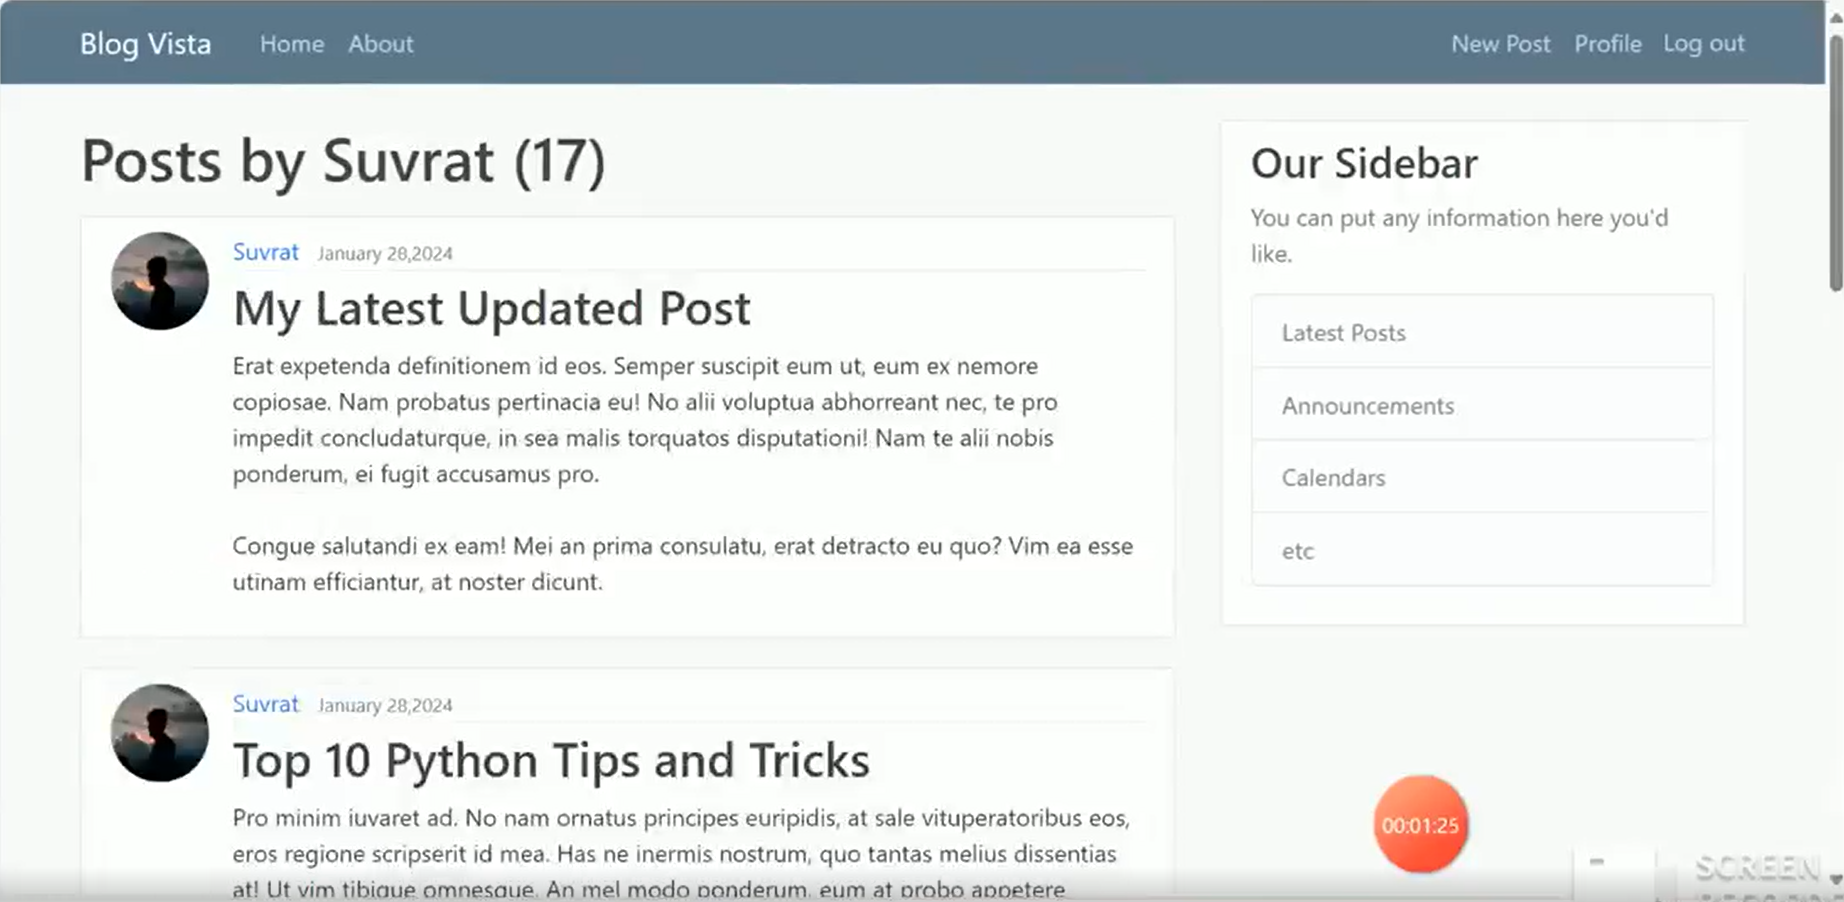 Blog Vista Home About New Post Profile Log out
Posts by Suvrat (17)
Suvrat January 28,2024
My Latest Updated Post
Erat expetenda definitionem id eos. Semper suscipit eum ut, eum ex nemore
copiosae. Nam probatus pertinacia eu! No alii voluptua abhorreant nec, te pro
impedit concludaturque, in sea malis torquatos disputationi! Nam te alii nobis
ponderum, ei fugit accusamus pro.
Congue salutandi ex eam! Mei an prima consulatu, erat detracto eu quo? Vim ea esse
utinam efficiantur, at noster dicunt.
Suvrat January 28,2024
Top 10 Python Tips and Tricks
Pro minim iuvaret ad. No nam ornatus principes euripidis, at sale vituperatoribus eos,
eros regione scripserit id mea. Has ne inermis nostrum, quo tantas melius dissentias
at! Ut vim tibique omnesque. An mel modo ponderum, eum at probo appetere
Our Sidebar
You can put any information here you'd
like.
Latest Posts
Announcements
Calendars
etc
00:01:25
SCREEN